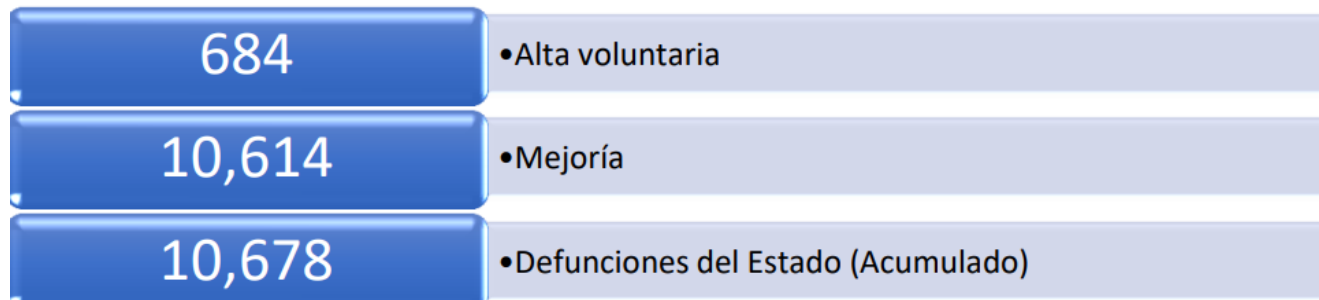 684
•Alta voluntaria
10,614
•Mejoría
10,678
•Defunciones del Estado (Acumulado)